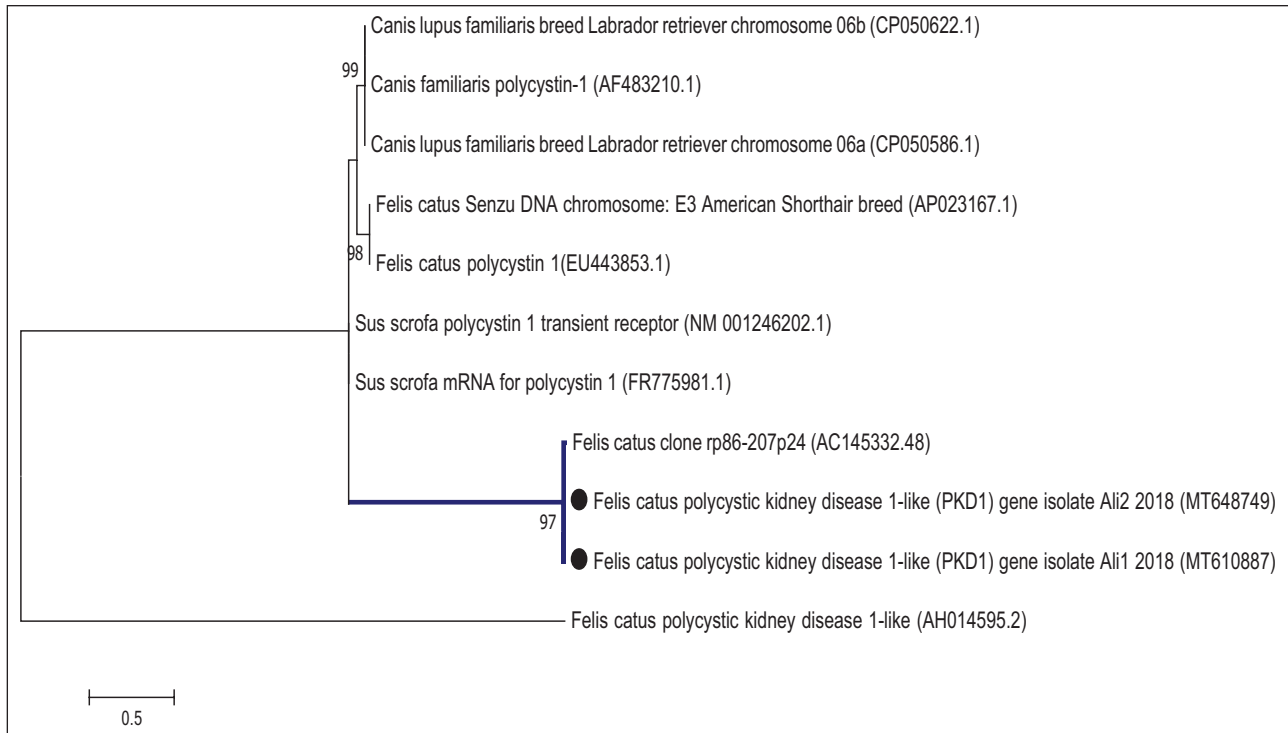 Canis lupus familiaris breed Labrador retriever chromosome 06b (CP050622.1)
99
Canis familiaris polycystin-1 (AF483210.1)
Canis lupus familiaris breed Labrador retriever chromosome 06a (CP050586.1)
Felis catus Senzu DNA chromosome: E3 American Shorthair breed (AP023167.1)
98
Felis catus polycystin 1(EU443853.1)
Sus scrofa polycystin 1 transient receptor (NM 001246202.1)
Sus scrofa mRNA for polycystin 1 (FR775981.1)
Felis catus clone rp86-207p24 (AC145332.48)
Felis catus polycystic kidney disease 1-like (PKD1) gene isolate Ali2 2018 (MT648749)
97
Felis catus polycystic kidney disease 1-like (PKD1) gene isolate Ali1 2018 (MT610887)
Felis catus polycystic kidney disease 1-like (AH014595.2)
0.5